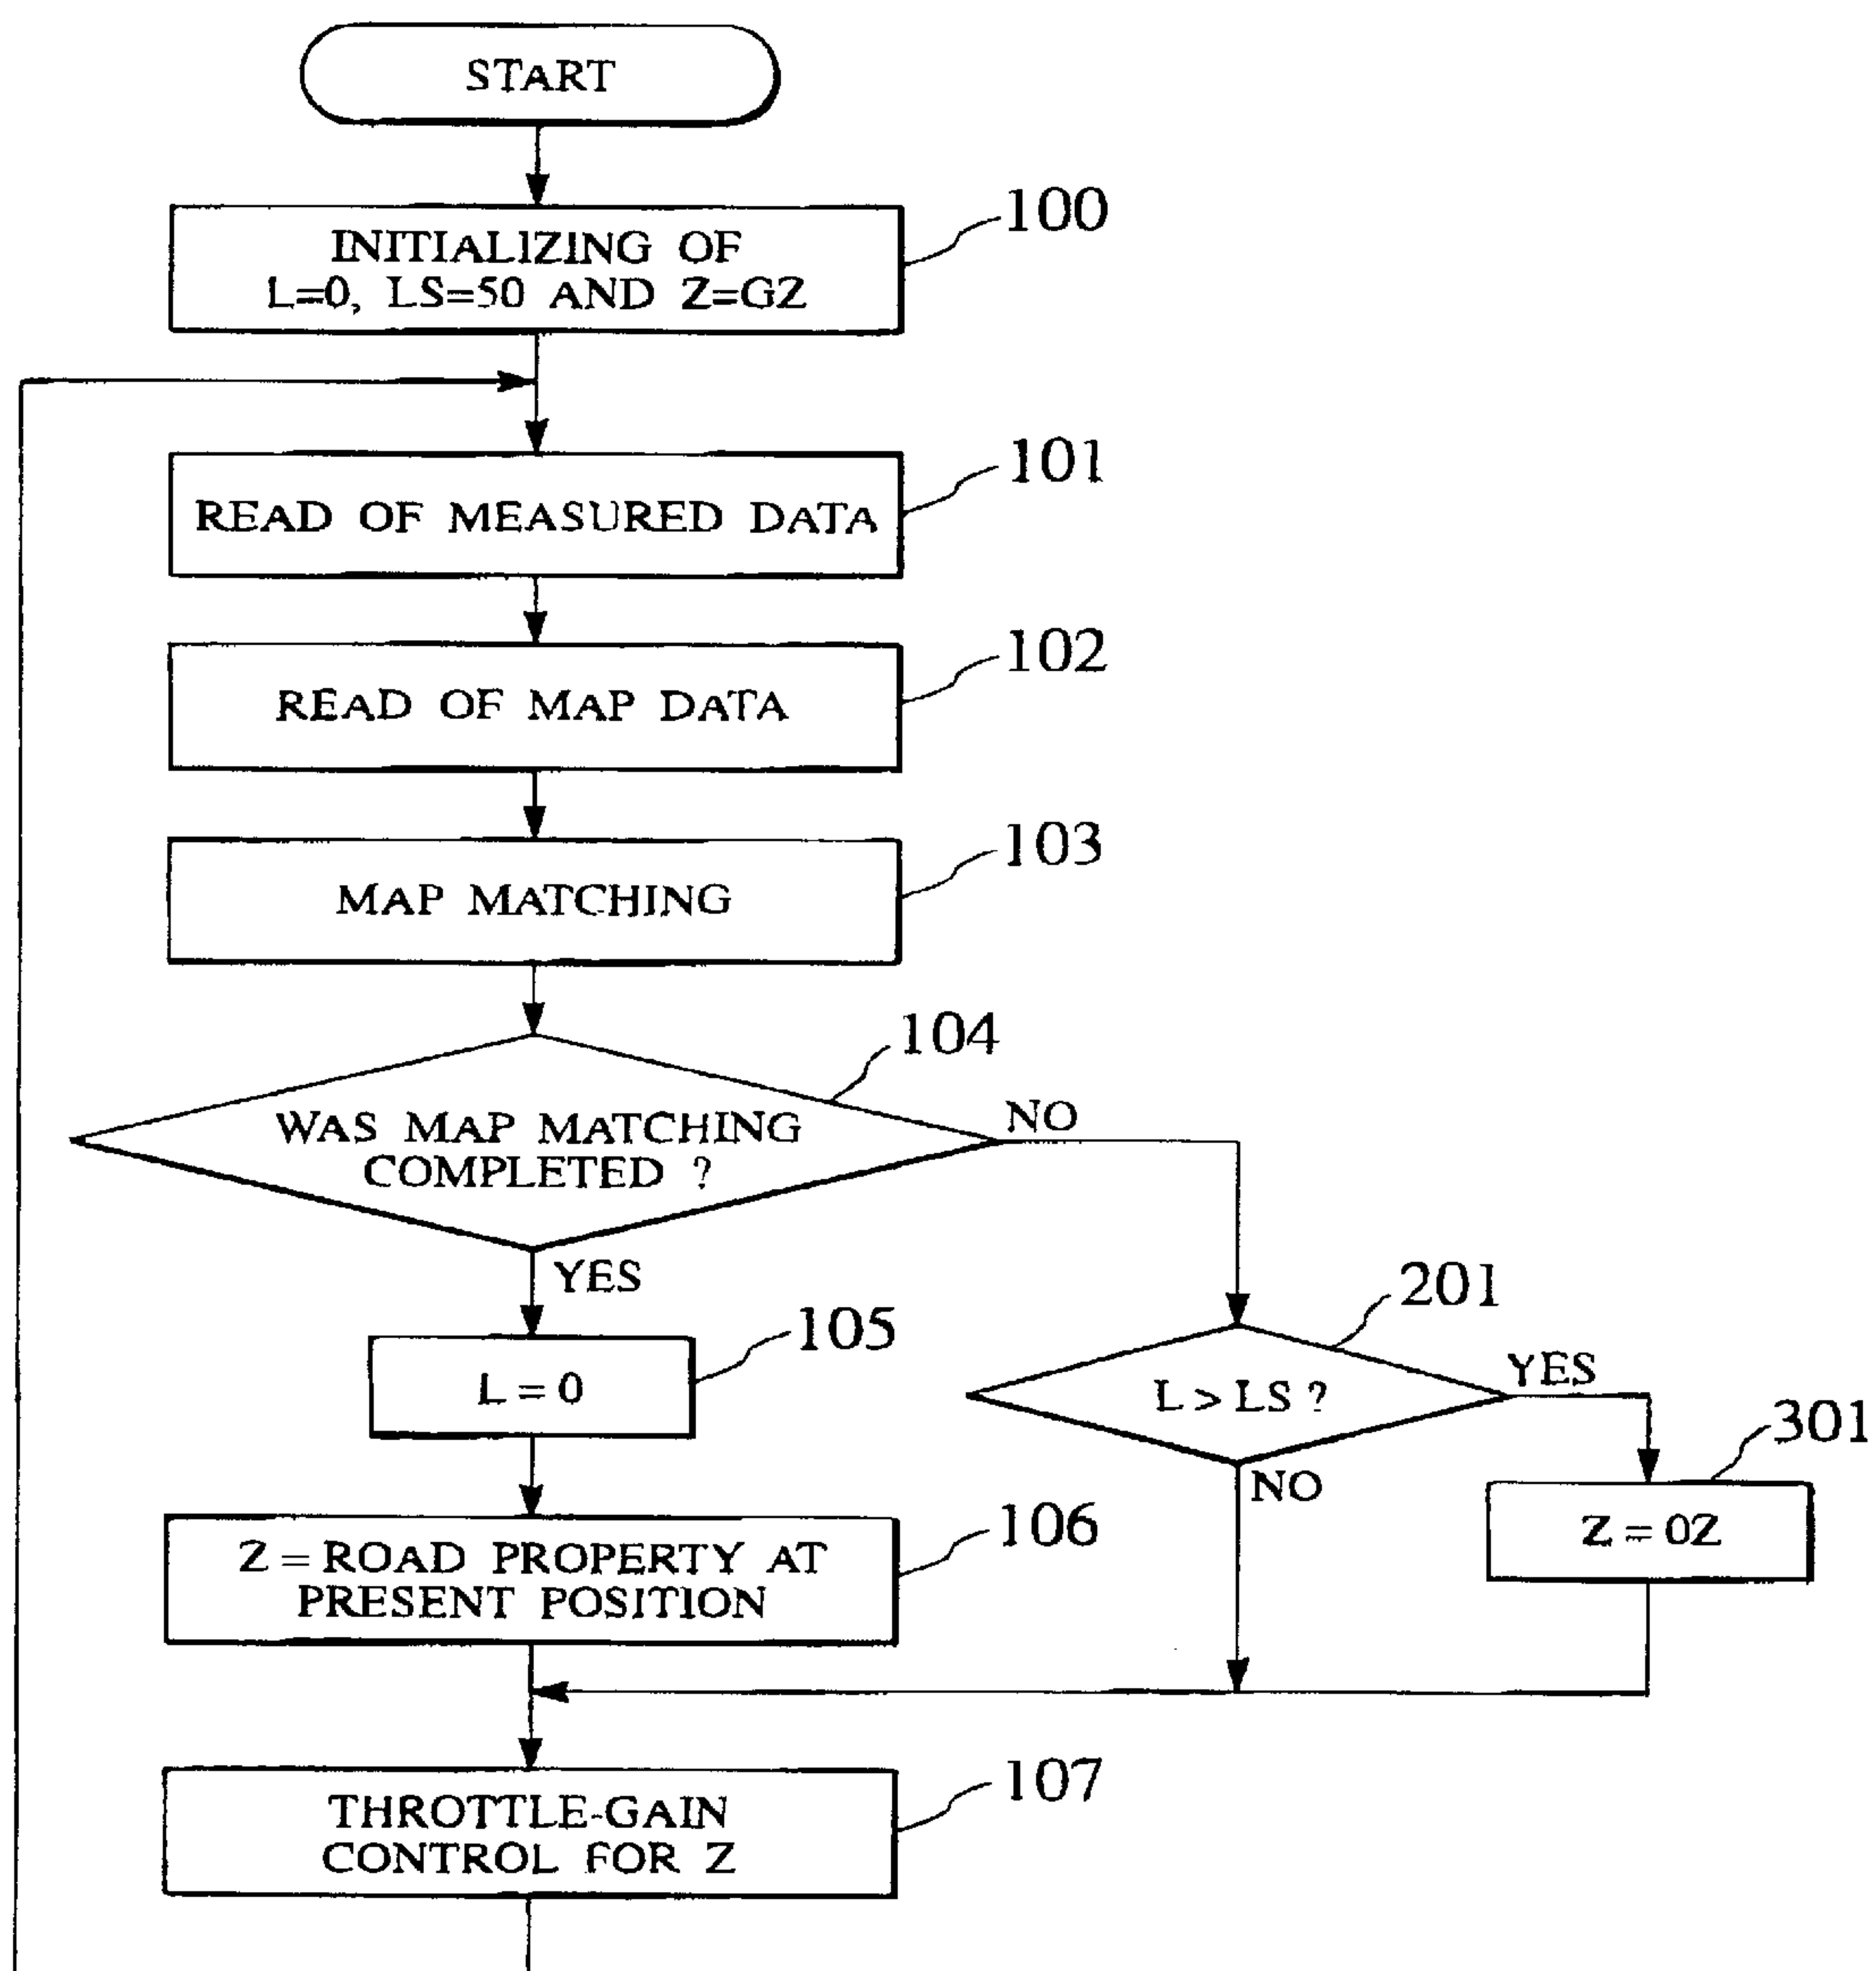 START
100
INITIALIZING OF
L=0, LS=50 AND Z=GZ
101
READ OF MEASURED DATA
102
READ OF MAP DATA
103
MAP MATCHING
104
WAS MAP MATCHING
COMPLETED ?
NO
YES
105
L = 0
201
L > LS ?
YES
NO
301
Z = 0Z
106
Z = ROAD PROPERTY AT
PRESENT POSITION
107
THROTTLE-GAIN
CONTROL FOR Z